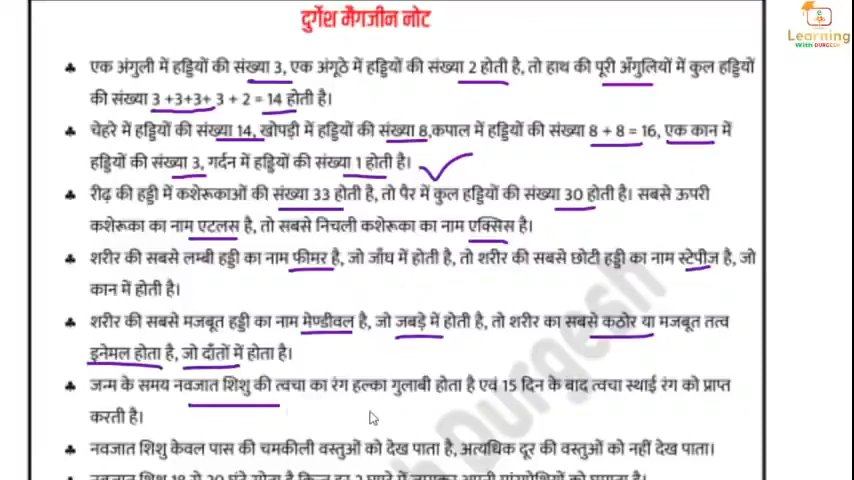 दुर्गेश मैगजीन नोट
Learning
WITH DURGESH
♣ एक अंगुली में हड्डियों की संख्या 3, एक अंगूठे में हड्डियों की संख्या 2 होती है, तो हाथ की पूरी अँगुलियों में कुल हड्डियों
की संख्या 3 +3+3+ 3 + 2 = 14 होती है।
♣ चेहरे में हड्डियों की संख्या 14, खोपड़ी में हड्डियों की संख्या 8,कपाल में हड्डियों की संख्या 8 + 8 = 16, एक कान में
हड्डियों की संख्या 3, गर्दन में हड्डियों की संख्या 1 होती है।
♣ रीढ़ की हड्डी में कशेरूकाओं की संख्या 33 होती है, तो पैर में कुल हड्डियों की संख्या 30 होती है। सबसे ऊपरी
कशेरूका का नाम एटलस है, तो सबसे निचली कशेरूका का नाम एक्सिस है।
♣ शरीर की सबसे लम्बी हड्डी का नाम फीमर है, जो जाँघ में होती है, तो शरीर की सबसे छोटी हड्डी का नाम स्टेपीज है, जो
कान में होती है।
♣ शरीर की सबसे मजबूत हड्डी का नाम मेण्डीवल है, जो जबड़े में होती है, तो शरीर का सबसे कठोर या मजबूत तत्व
इनेमल होता है, जो दाँतों में होता है।
♣ जन्म के समय नवजात शिशु की त्वचा का रंग हल्का गुलाबी होता है एवं 15 दिन के बाद त्वचा स्थाई रंग को प्राप्त
करती है।
♣ नवजात शिशु केवल पास की चमकीली वस्तुओं को देख पाता है, अत्यधिक दूर की वस्तुओं को नहीं देख पाता।